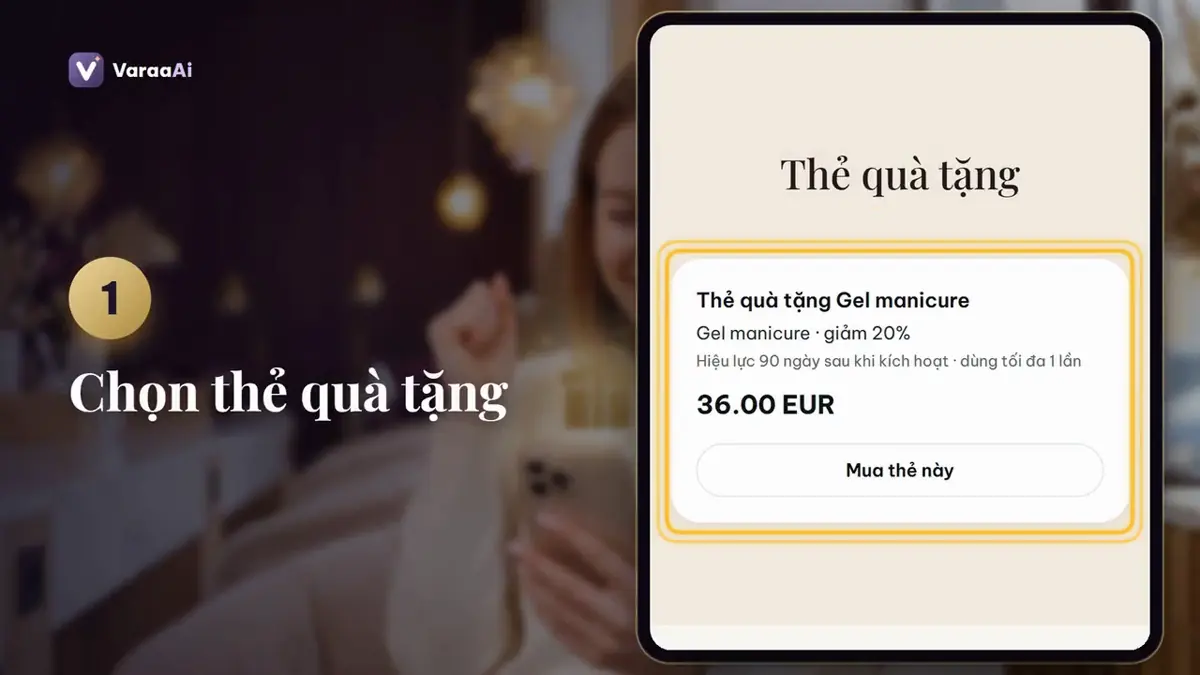 VaraaAi
1
Chọn thẻ quà tặng
Thẻ quà tặng
Thẻ quà tặng Gel manicure
Gel manicure · giảm 20%
Hiệu lực 90 ngày sau khi kích hoạt · dùng tối đa 1 lần
36.00 EUR
Mua thẻ này